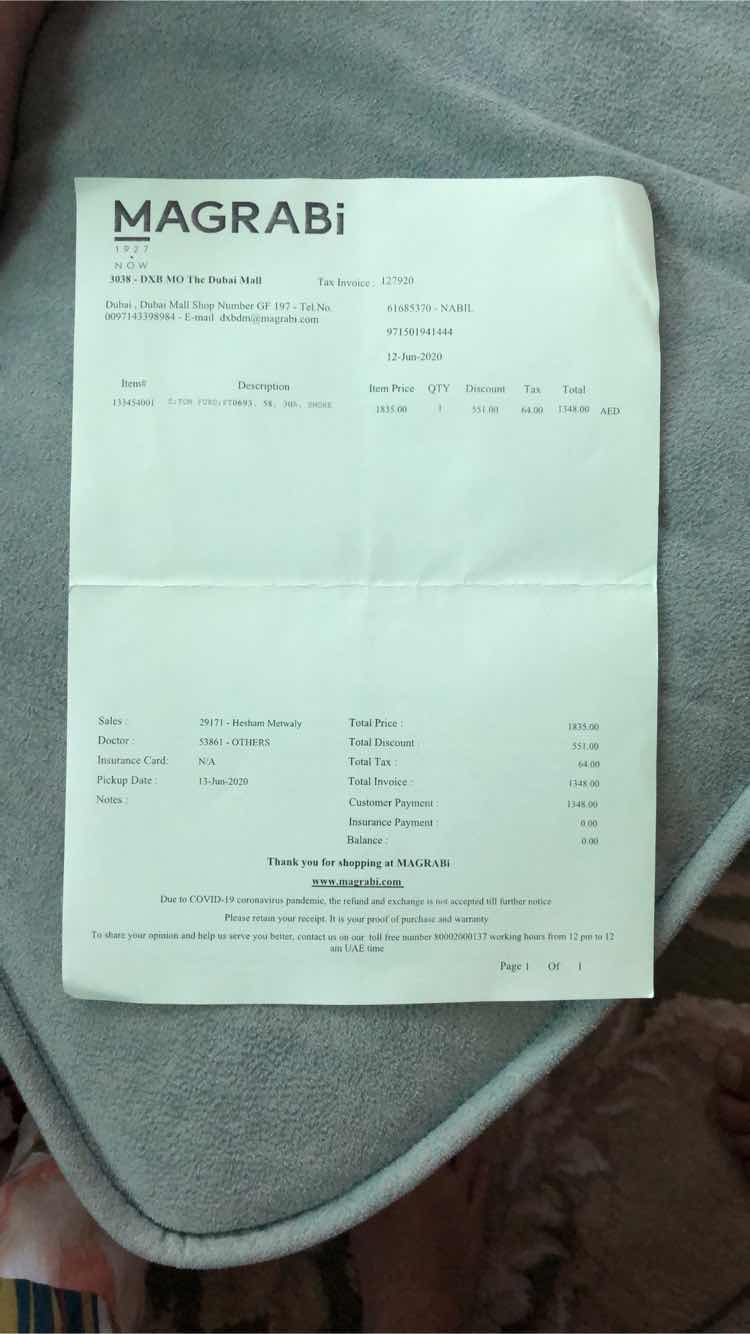 MAGRABi
1927
NOW
3038 - DXB MO The Dubai Mall Tax Invoice : 127920
Dubai , Dubai Mall Shop Number GF 197 - Tel.No.
0097143398984 - E-mail dxbdm@magrabi.com
61685370 - NABIL
971501941444
12-Jun-2020
Item# Description Item Price QTY Discount Tax Total
133454001 S:TOM FORD:FT0693, 58, 30A, SMOKE 1835.00 1 551.00 64.00 1348.00 AED
Sales : 29171 - Hesham Metwaly
Doctor : 53861 - OTHERS
Insurance Card: N/A
Pickup Date : 13-Jun-2020
Notes :
Total Price : 1835.00
Total Discount : 551.00
Total Tax : 64.00
Total Invoice : 1348.00
Customer Payment : 1348.00
Insurance Payment : 0.00
Balance : 0.00
Thank you for shopping at MAGRABi
www.magrabi.com
Due to COVID-19 coronavirus pandemic, the refund and exchange is not accepted till further notice
Please retain your receipt. It is your proof of purchase and warranty
To share your opinion and help us serve you better, contact us on our toll free number 80002000137 working hours from 12 pm to 12
am UAE time
Page 1 Of 1